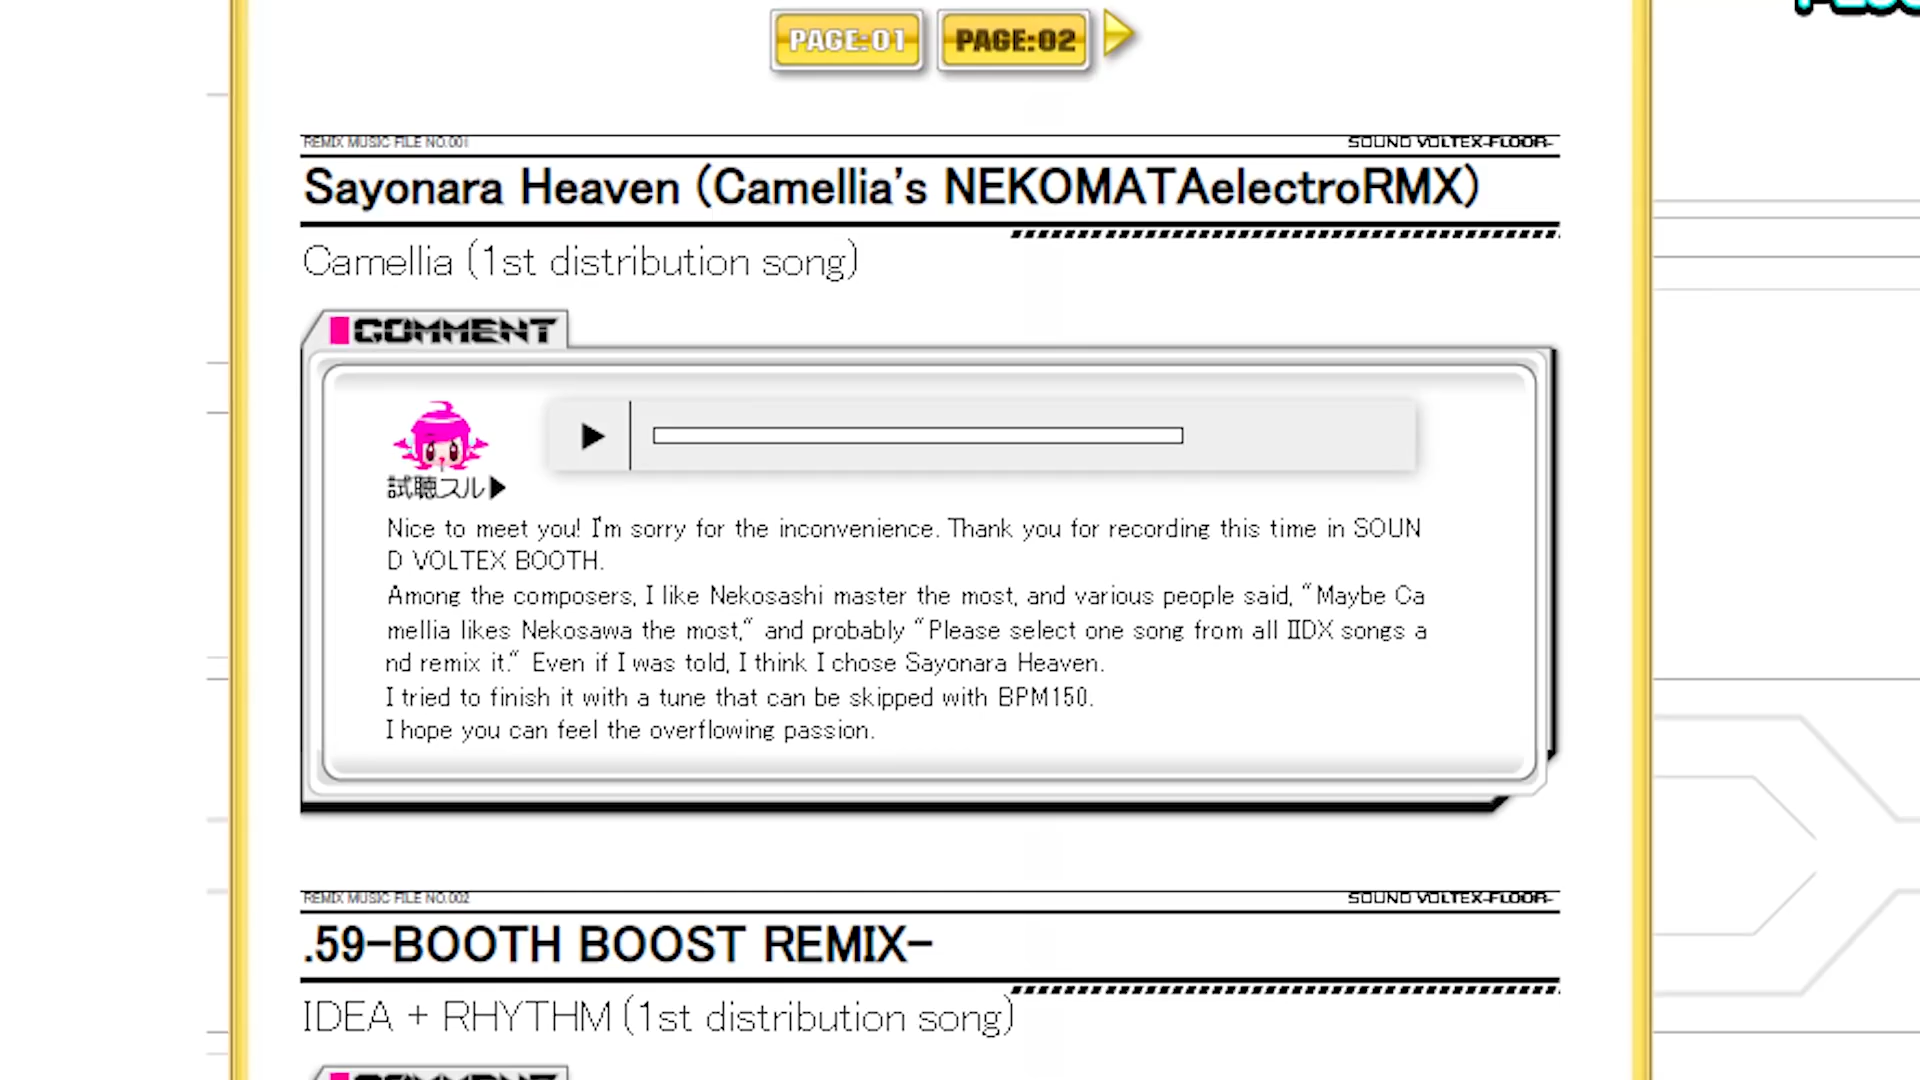 PAGE:01 PAGE:02
REMIX MUSIC FILE NO.001 SOUND VOLTEX-FLOOR-
Sayonara Heaven (Camellia's NEKOMATAelectroRMX)
Camellia (1st distribution song)
COMMENT
試聴スル▶
Nice to meet you! I'm sorry for the inconvenience. Thank you for recording this time in SOUN
D VOLTEX BOOTH.
Among the composers, I like Nekosashi master the most, and various people said, "Maybe Ca
mellia likes Nekosawa the most," and probably "Please select one song from all IIDX songs a
nd remix it." Even if I was told, I think I chose Sayonara Heaven.
I tried to finish it with a tune that can be skipped with BPM150.
I hope you can feel the overflowing passion.
REMIX MUSIC FILE NO.002 SOUND VOLTEX-FLOOR-
.59-BOOTH BOOST REMIX-
IDEA + RHYTHM (1st distribution song)
COMMENT